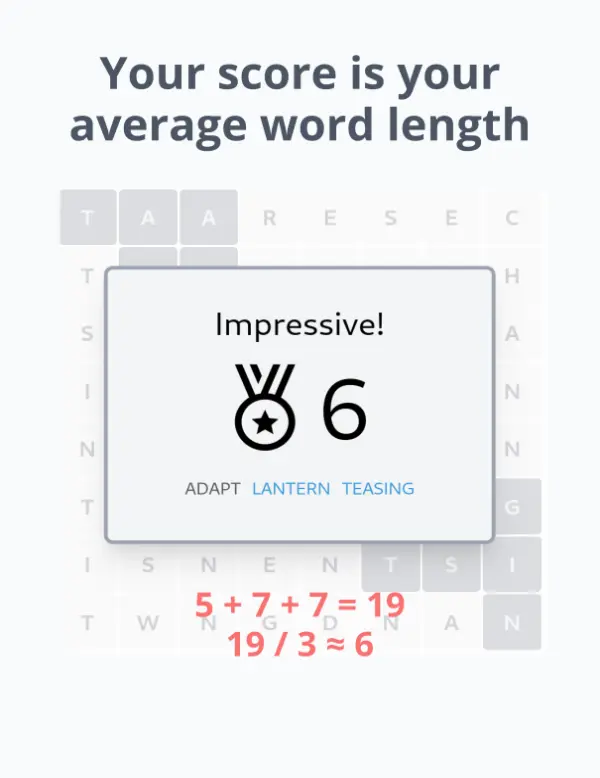 Your score is your
average word length
T A A R E S E C
T H
S A
I N
N N
T G
Impressive!
6
ADAPT LANTERN TEASING
I S N E N T S I
5 + 7 + 7 = 19
T W N G D N A N
19 / 3 ≈ 6